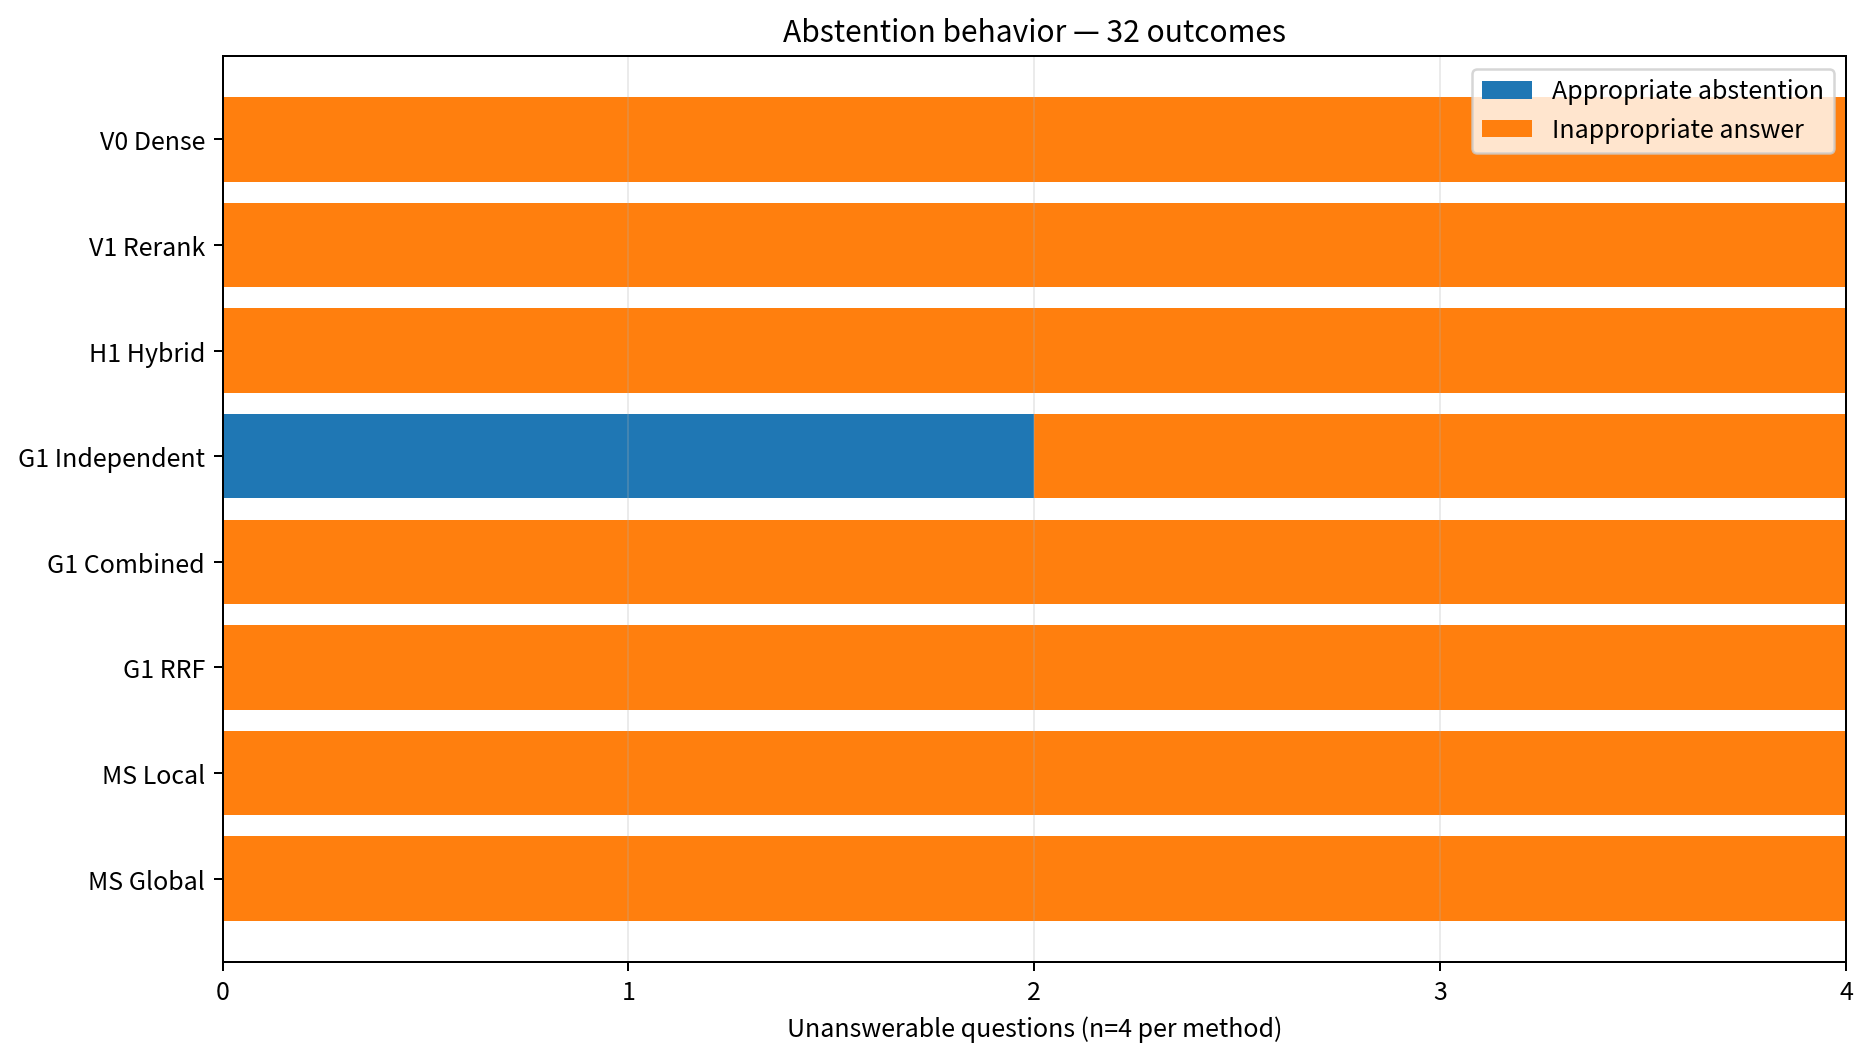 Abstention behavior — 32 outcomes
Appropriate abstention
Inappropriate answer
V0 Dense
V1 Rerank
H1 Hybrid
G1 Independent
G1 Combined
G1 RRF
MS Local
MS Global
0 1 2 3 4
Unanswerable questions (n=4 per method)